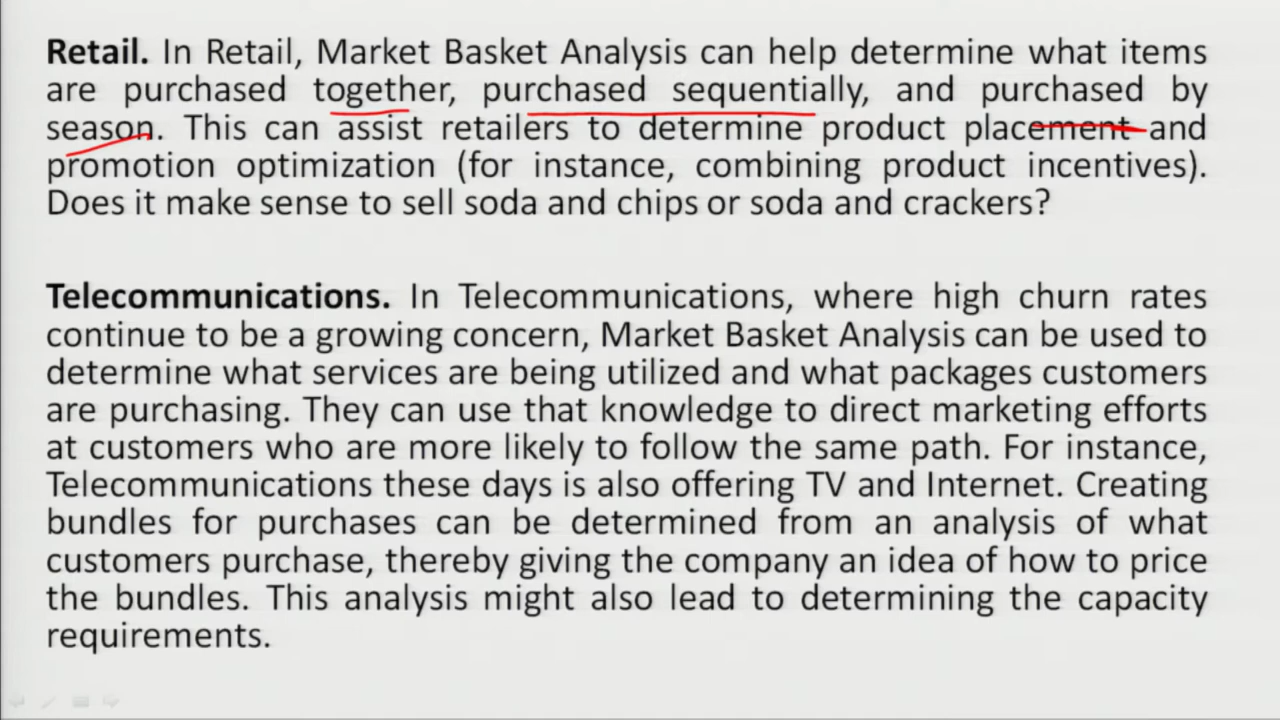 Retail. In Retail, Market Basket Analysis can help determine what items
are purchased together, purchased sequentially, and purchased by
season. This can assist retailers to determine product placement and
promotion optimization (for instance, combining product incentives).
Does it make sense to sell soda and chips or soda and crackers?
Telecommunications. In Telecommunications, where high churn rates
continue to be a growing concern, Market Basket Analysis can be used to
determine what services are being utilized and what packages customers
are purchasing. They can use that knowledge to direct marketing efforts
at customers who are more likely to follow the same path. For instance,
Telecommunications these days is also offering TV and Internet. Creating
bundles for purchases can be determined from an analysis of what
customers purchase, thereby giving the company an idea of how to price
the bundles. This analysis might also lead to determining the capacity
requirements.